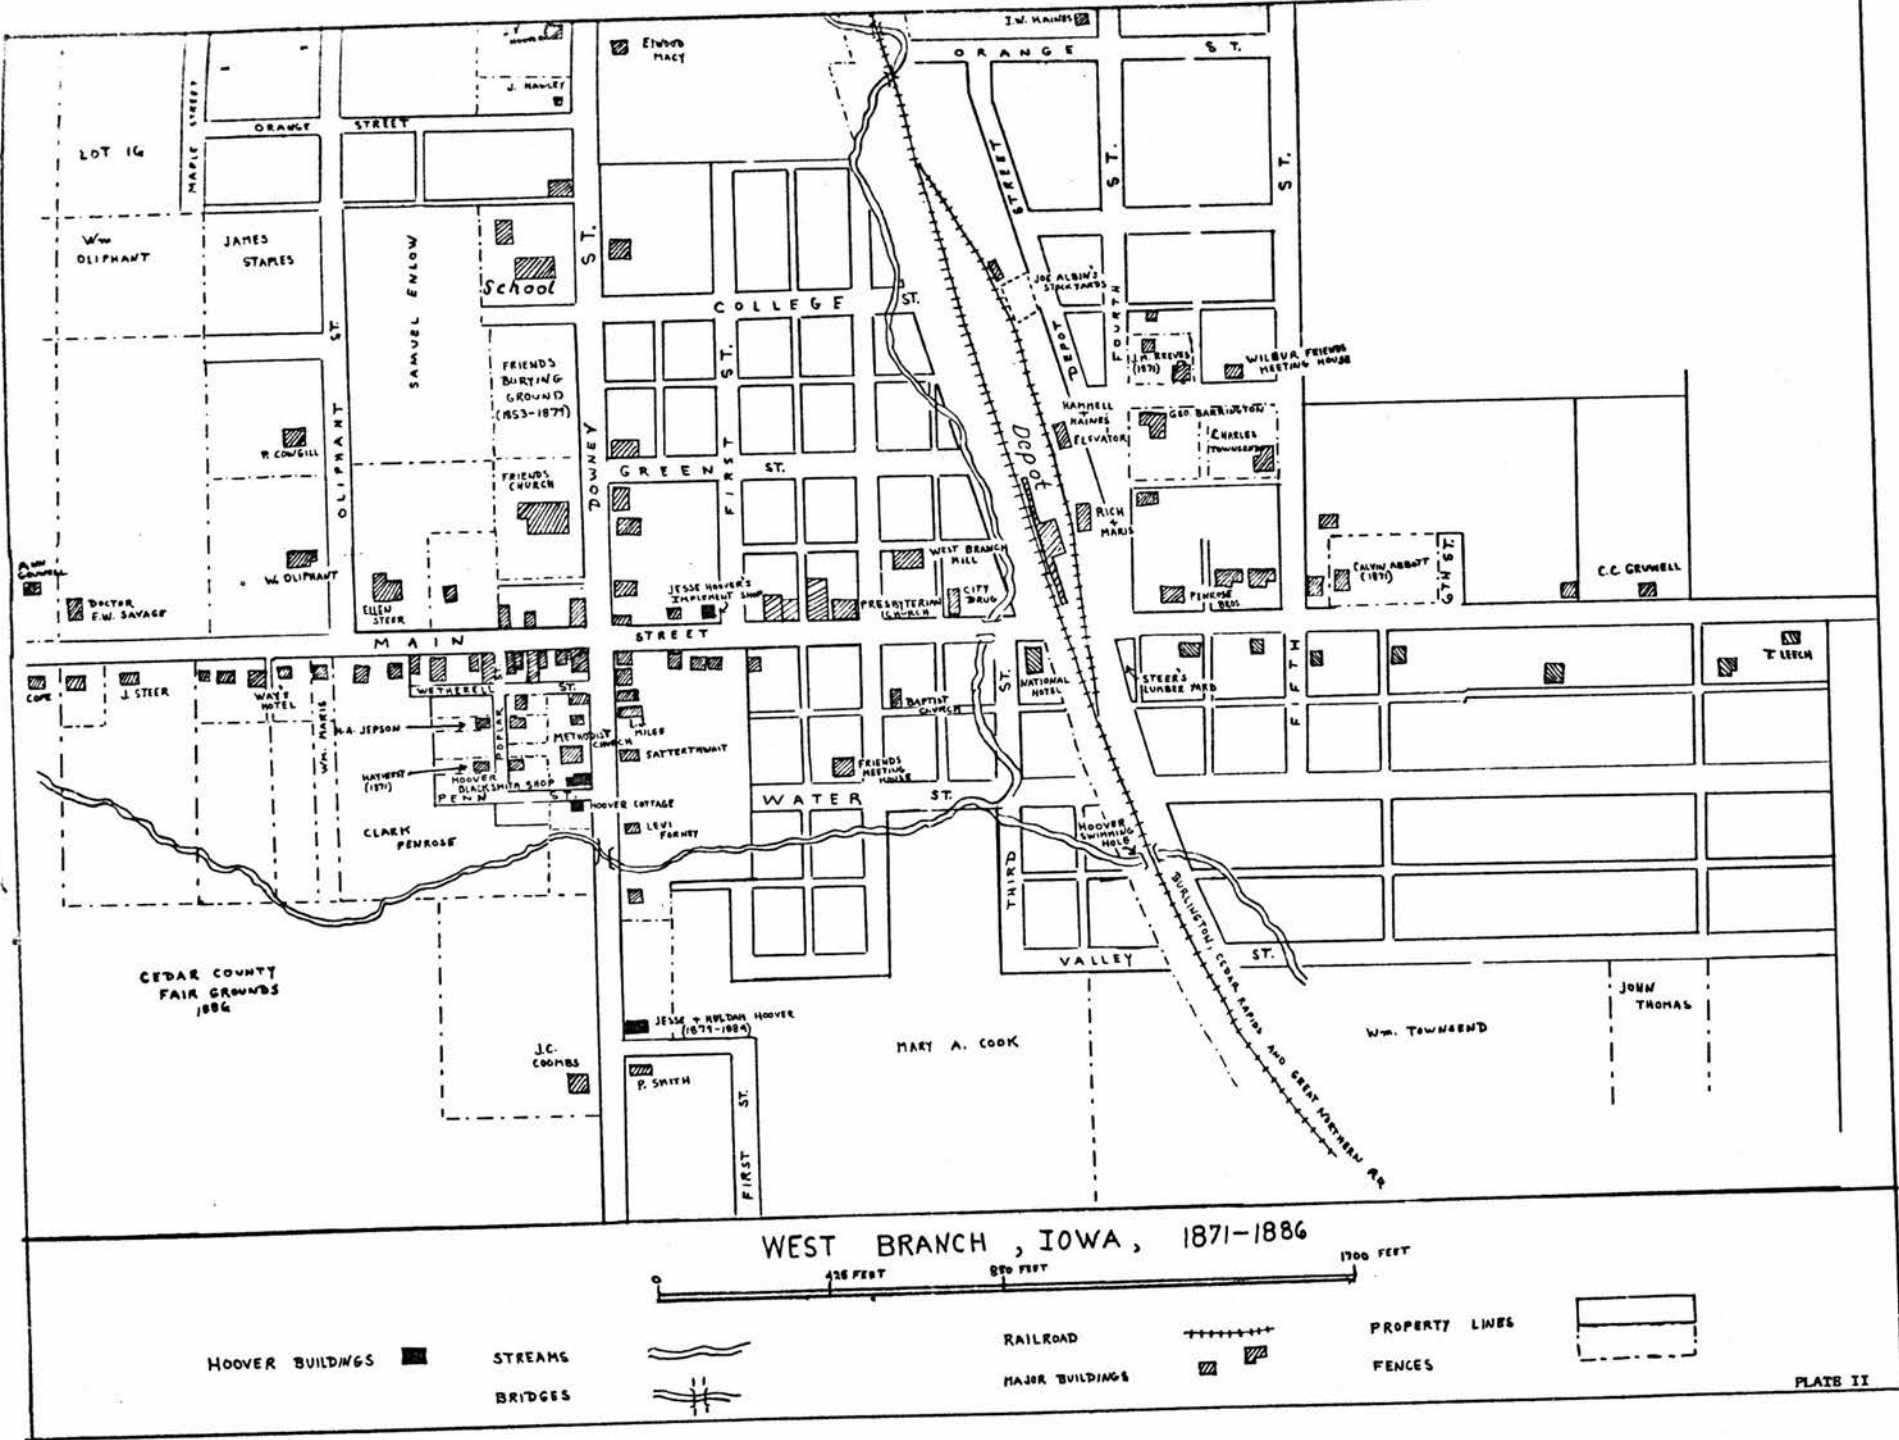 I.W. HAINES
ELWOOD
MACY
ORANGE ST.
J. HAWLEY
ORANGE STREET
LOT 16
MAPLE STREET
STREET
ST.
ST.
Wm
OLIPHANT
JAMES
STAPLES
SAMUEL ENLOW
School
ST.
COLLEGE ST.
JOE ALBIN'S
STOCKYARDS
DEPOT
FOURTH
J.M. REEVES
(1871)
WILBUR FRIENDS
MEETING HOUSE
OLIPHANT ST.
FRIENDS
BURYING
GROUND
(1853-1879)
DOWNEY
FIRST ST.
HAMMELL
+
HAINES
ELEVATOR
GEO. BARRINGTON
CHARLES
TOWNSEND
P. COWGILL
GREEN ST.
Depot
FRIENDS
CHURCH
RICH
+
MARIS
WEST BRANCH
MILL
ANN
GRUWELL
W. OLIPHANT
JESSE HOOVER'S
IMPLEMENT SHOP
CALVIN ABBOTT
(1871)
6TH ST.
C.C. GRUWELL
DOCTOR
E.W. SAVAGE
ELLEN
STEER
PRESBYTERIAN
CHURCH
CITY
DRUG
PENROSE
BROS.
MAIN STREET
COPE
J. STEER
WAY'S
HOTEL
WM. MARIS
WETHERELL ST.
POPLAR ST.
NATIONAL
HOTEL
ST.
STEER'S
LUMBER YARD
FIFTH
T. LEECH
BAPTIST
CHURCH
H.A. JEPSON
METHODIST
CHURCH
L.J.
MILES
SATTERTHWAIT
FRIENDS
MEETING
HOUSE
HAYHURST
(1871)
HOOVER
BLACKSMITH SHOP
PENN ST.
HOOVER COTTAGE
WATER ST.
CLARK
PENROSE
LEVI
FORNEY
HOOVER
SWIMMING
HOLE
THIRD
VALLEY ST.
BURLINGTON, CEDAR RAPIDS AND GREAT NORTHERN RR
CEDAR COUNTY
FAIR GROUNDS
1886
JESSE + HULDAH HOOVER
(1879-1884)
J.C.
COOMBS
P. SMITH
FIRST ST.
MARY A. COOK
Wm. TOWNSEND
JOHN
THOMAS
WEST BRANCH, IOWA, 1871-1886
0 425 FEET 850 FEET 1700 FEET
HOOVER BUILDINGS
STREAMS
BRIDGES
RAILROAD
MAJOR BUILDINGS
PROPERTY LINES
FENCES
PLATE II